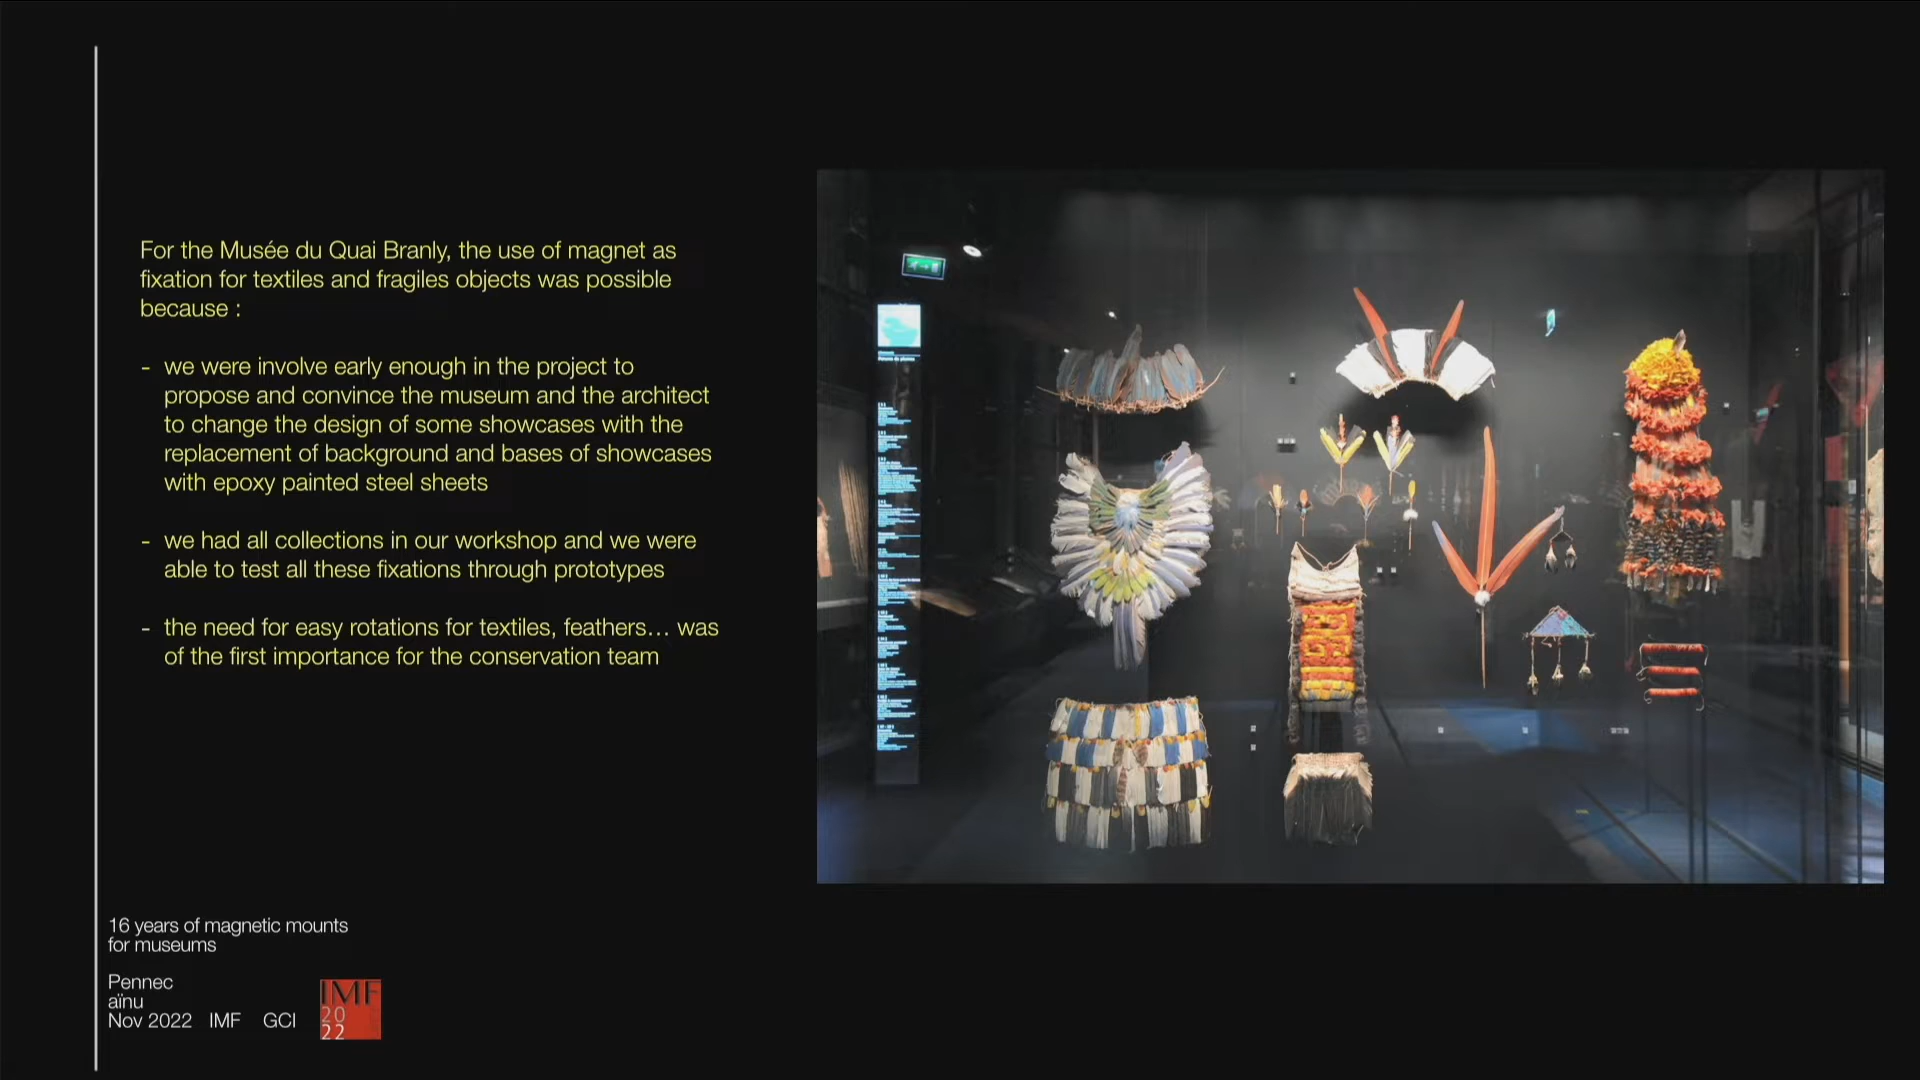 For the Musée du Quai Branly, the use of magnet as
fixation for textiles and fragiles objects was possible
because :
- we were involve early enough in the project to
propose and convince the museum and the architect
to change the design of some showcases with the
replacement of background and bases of showcases
with epoxy painted steel sheets
- we had all collections in our workshop and we were
able to test all these fixations through prototypes
- the need for easy rotations for textiles, feathers… was
of the first importance for the conservation team
16 years of magnetic mounts
for museums
Pennec
aïnu
Nov 2022 IMF GCI
IMF
20
22